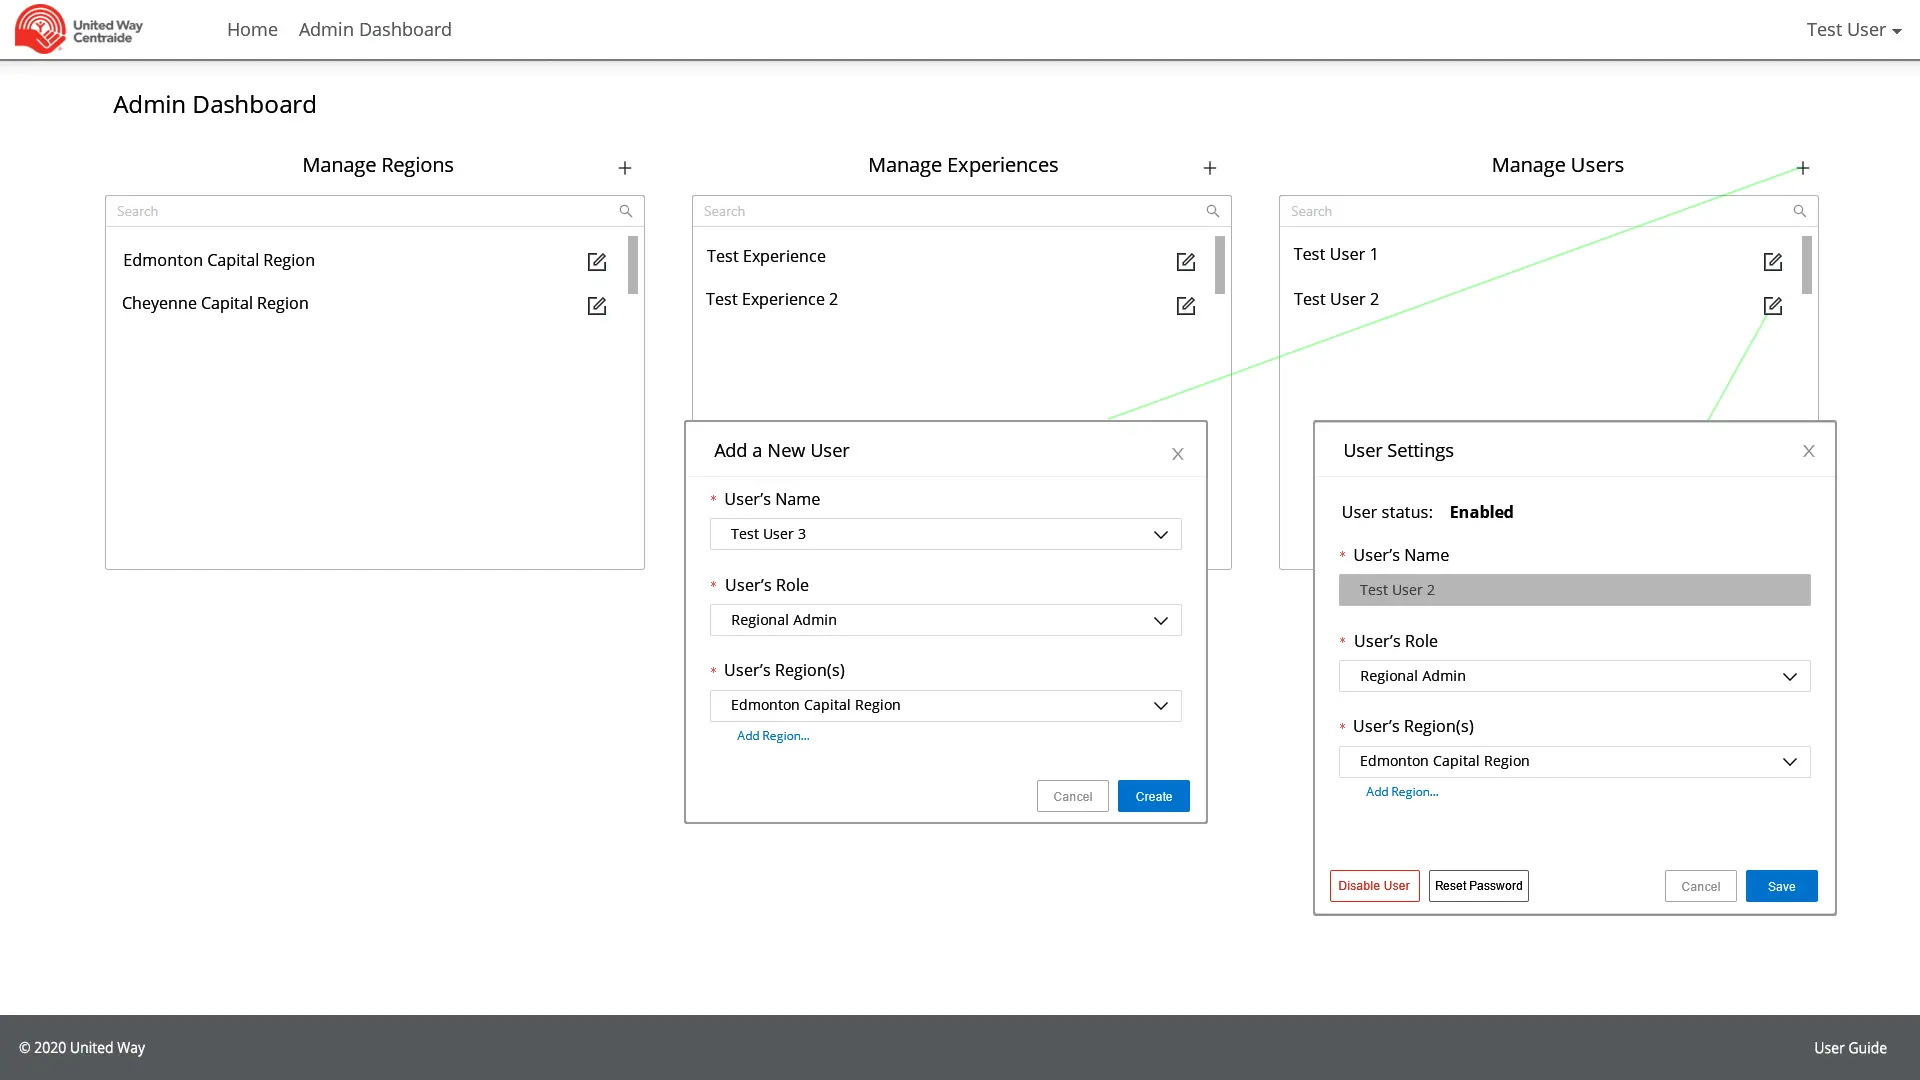 United Way
Centraide
Home
Admin Dashboard
Test User
Admin Dashboard
Manage Regions
Manage Experiences
Manage Users
Search
Search
Search
Edmonton Capital Region
Test Experience
Test User 1
Cheyenne Capital Region
Test Experience 2
Test User 2
Add a New User
X
* User’s Name
Test User 3
* User’s Role
Regional Admin
* User’s Region(s)
Edmonton Capital Region
Add Region...
Cancel
Create
User Settings
X
User status: Enabled
* User’s Name
Test User 2
* User’s Role
Regional Admin
* User’s Region(s)
Edmonton Capital Region
Add Region...
Disable User
Reset Password
Cancel
Save
© 2020 United Way
User Guide